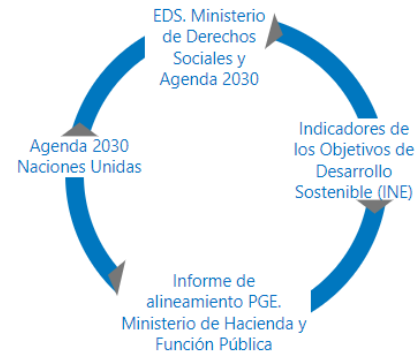 EDS. Ministerio
de Derechos
Sociales y
Agenda 2030
Agenda 2030
Naciones Unidas
Indicadores de
los Objetivos de
Desarrollo
Sostenible (INE)
Informe de
alineamiento PGE.
Ministerio de Hacienda y
Función Pública